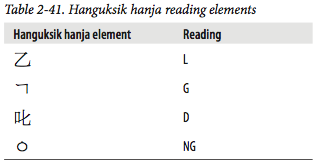 Table 2-41. Hanguksik hanja reading elements
Hanguksik hanja element Reading
乙 L
ㄱ G
叱 D
ㅇ NG